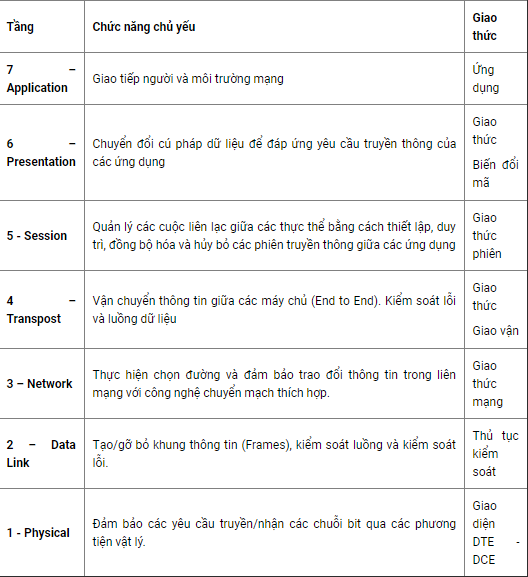 Tầng
Chức năng chủ yếu
Giao
thức
7 –
Application
Giao tiếp người và môi trường mạng
Ứng
dụng
6 –
Presentation
Chuyển đổi cú pháp dữ liệu để đáp ứng yêu cầu truyền thông của
các ứng dụng
Giao
thức
Biến đổi
mã
5 - Session
Quản lý các cuộc liên lạc giữa các thực thể bằng cách thiết lập, duy
trì, đồng bộ hóa và hủy bỏ các phiên truyền thông giữa các ứng dụng
Giao
thức
phiên
4 –
Transpost
Vận chuyển thông tin giữa các máy chủ (End to End). Kiểm soát lỗi
và luồng dữ liệu
Giao
thức
Giao vận
3 – Network
Thực hiện chọn đường và đảm bảo trao đổi thông tin trong liên
mạng với công nghệ chuyển mạch thích hợp.
Giao
thức
mạng
2 – Data
Link
Tạo/gỡ bỏ khung thông tin (Frames), kiểm soát luồng và kiểm soát
lỗi.
Thủ tục
kiểm
soát
1 - Physical
Đảm bảo các yêu cầu truyền/nhận các chuỗi bit qua các phương
tiện vật lý.
Giao
diện
DTE -
DCE